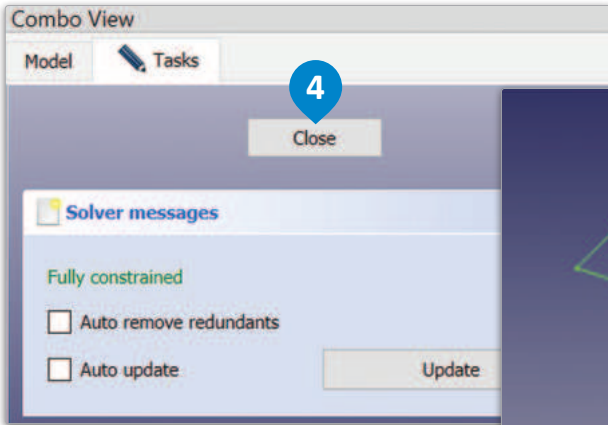 Combo View
Model Tasks
4
Close
Solver messages
Fully constrained
Auto remove redundants
Auto update Update